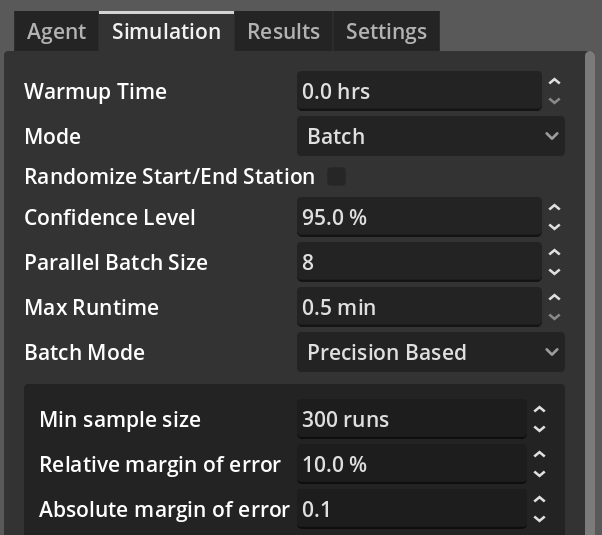 Agent Simulation Results Settings
Warmup Time 0.0 hrs
Mode Batch
Randomize Start/End Station
Confidence Level 95.0 %
Parallel Batch Size 8
Max Runtime 0.5 min
Batch Mode Precision Based
Min sample size 300 runs
Relative margin of error 10.0 %
Absolute margin of error 0.1